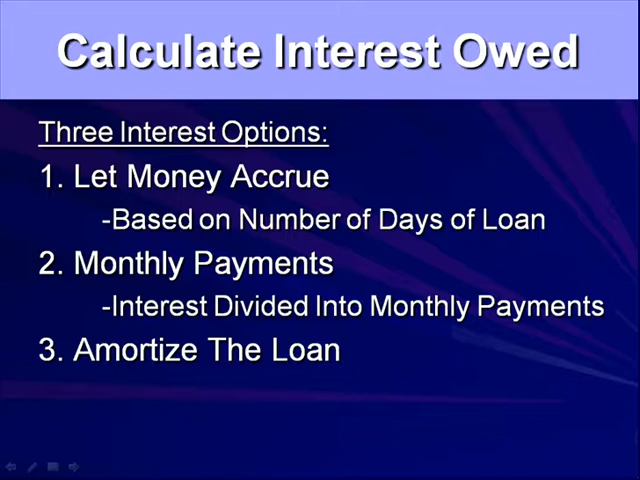 Calculate Interest Owed
Three Interest Options:
1. Let Money Accrue
-Based on Number of Days of Loan
2. Monthly Payments
-Interest Divided Into Monthly Payments
3. Amortize The Loan